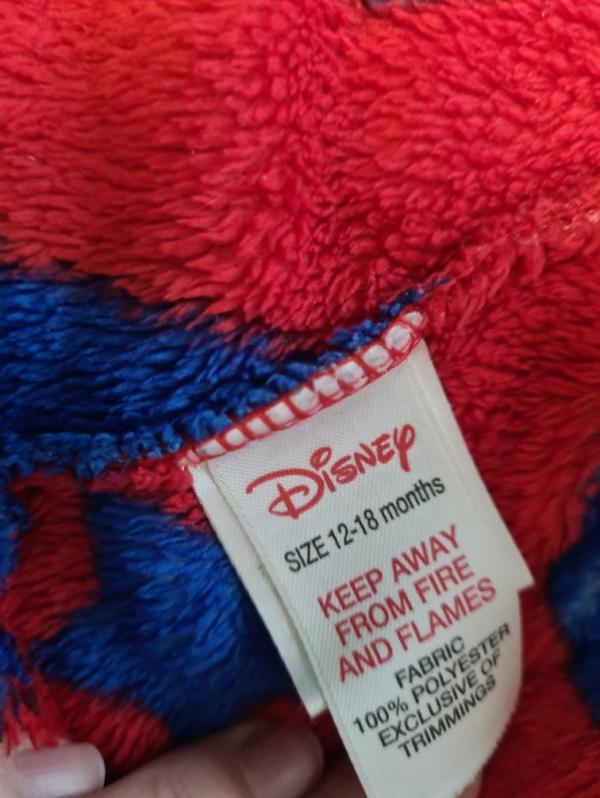 Disney
SIZE 12-18 months
KEEP AWAY
FROM FIRE
AND FLAMES
FABRIC
100% POLYESTER
EXCLUSIVE OF
TRIMMINGS